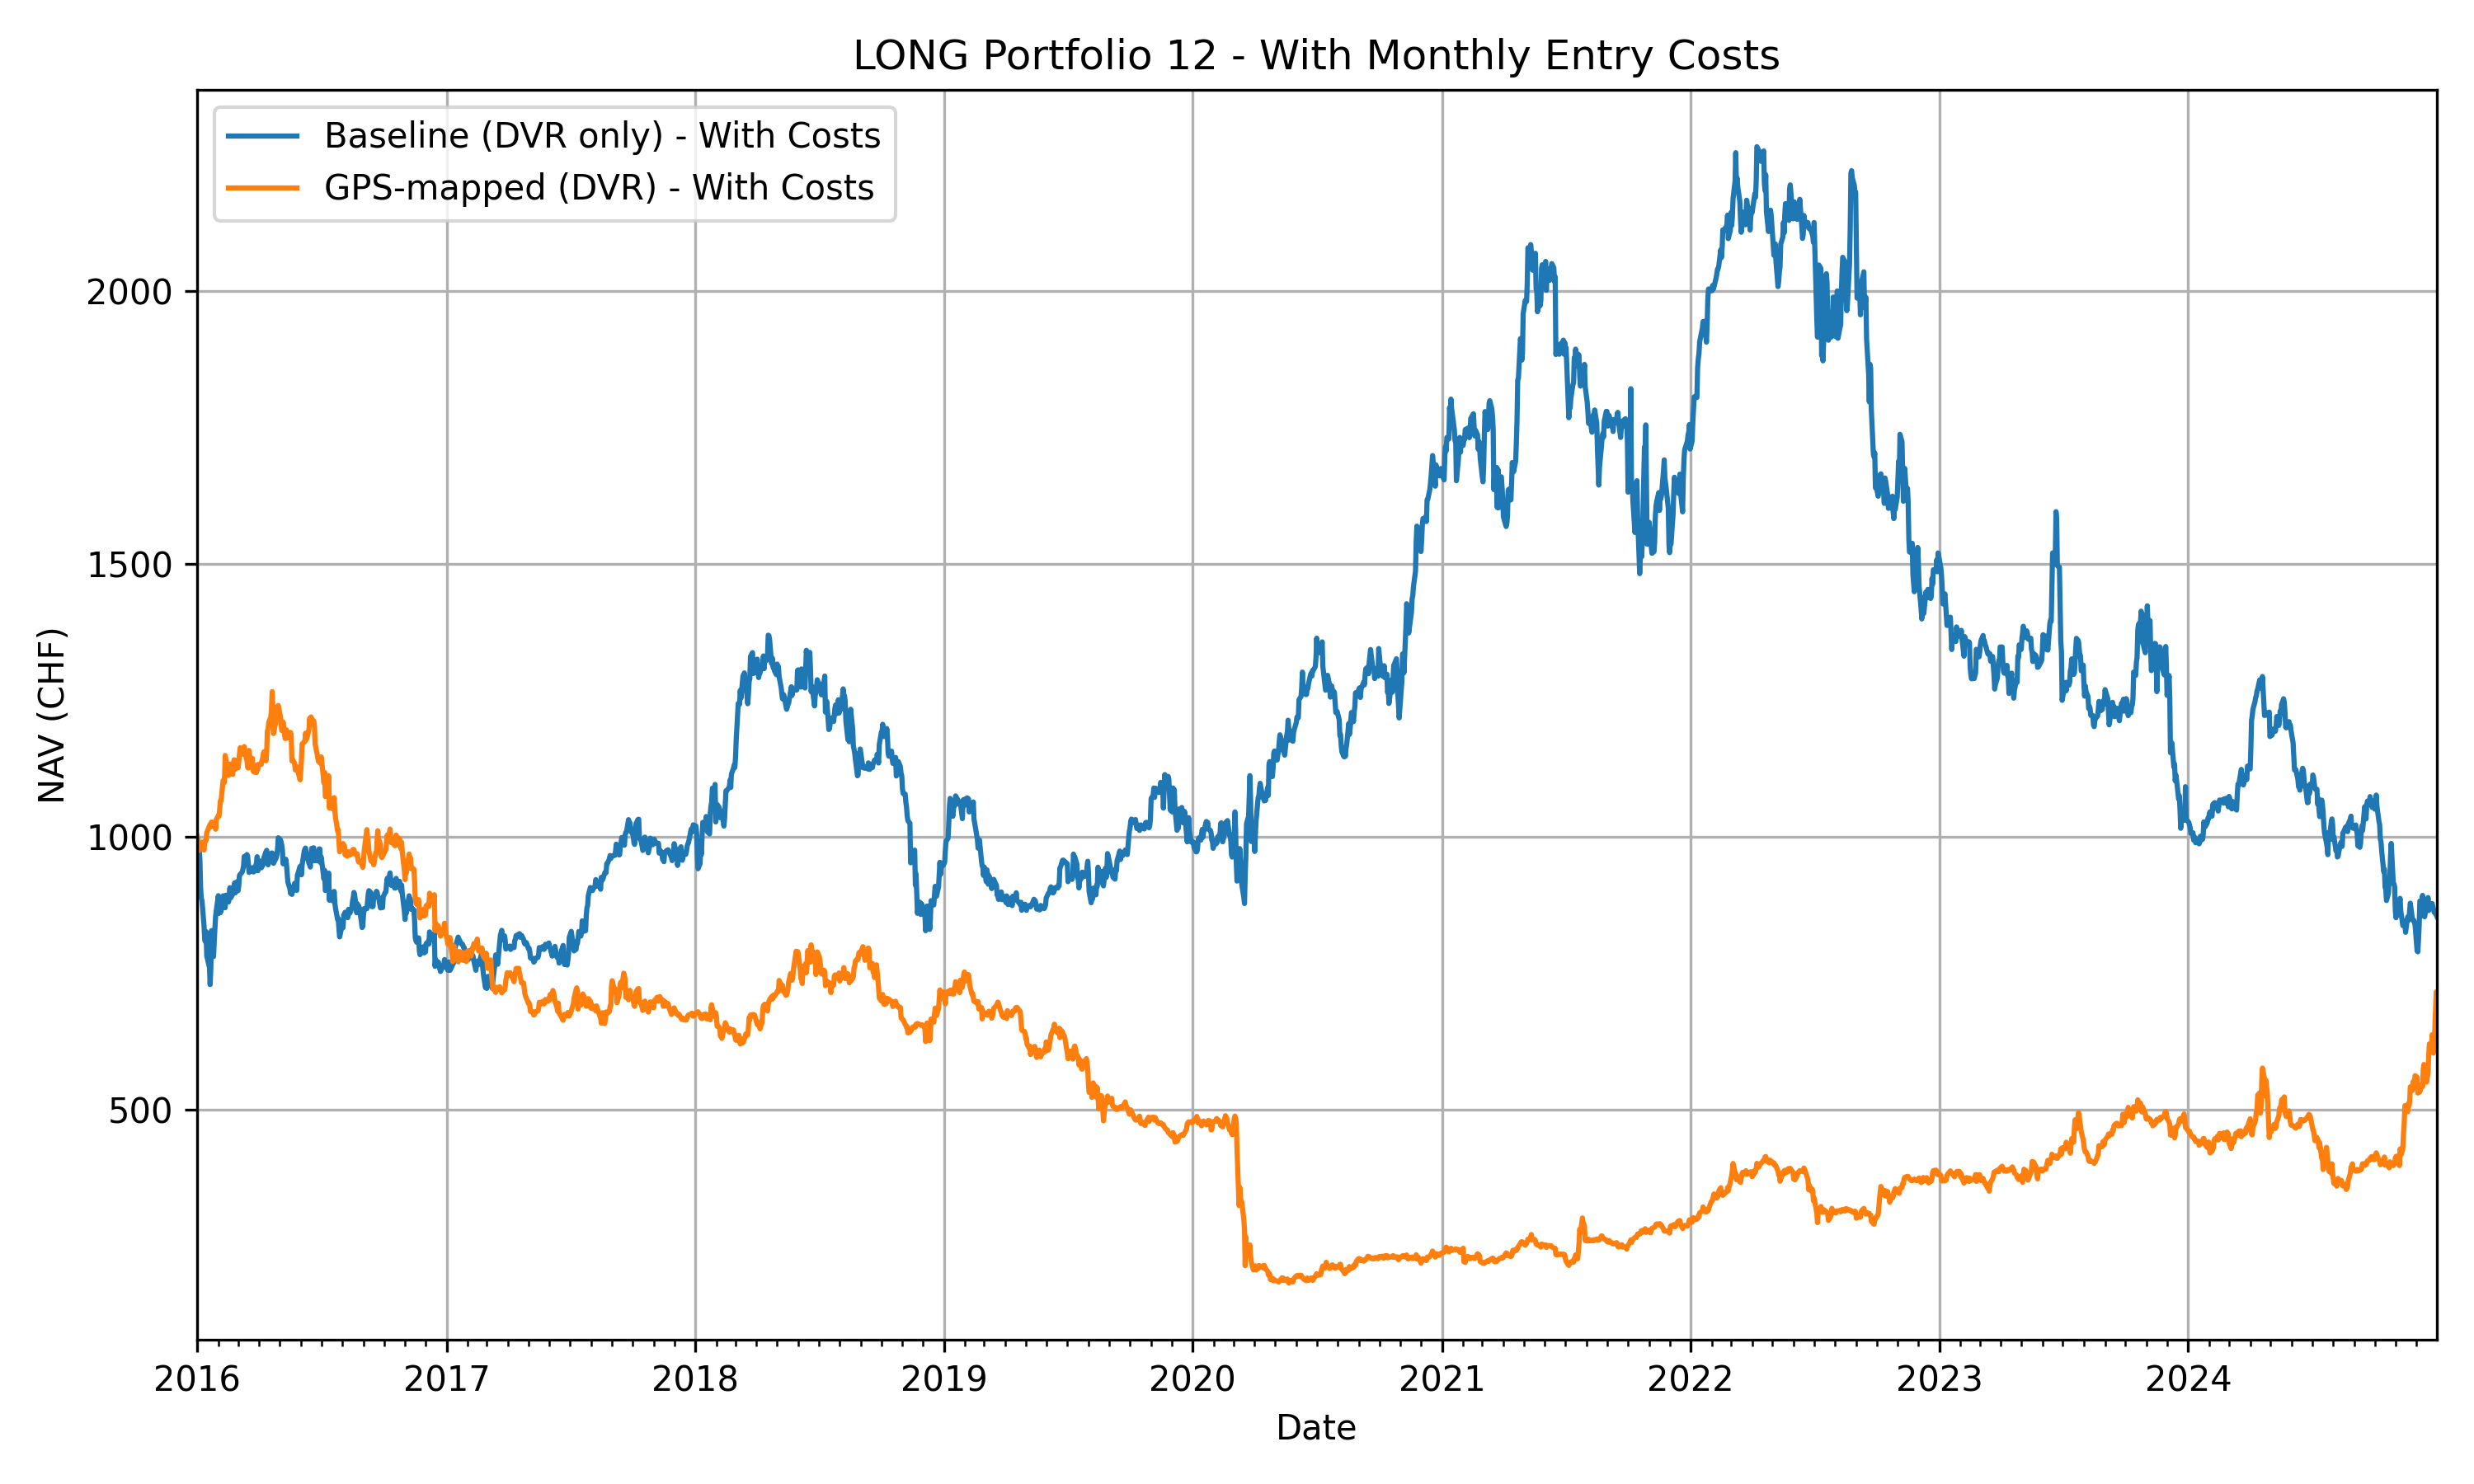 LONG Portfolio 12 - With Monthly Entry Costs
Baseline (DVR only) - With Costs
GPS-mapped (DVR) - With Costs
NAV (CHF)
2000
1500
1000
500
2016 2017 2018 2019 2020 2021 2022 2023 2024
Date